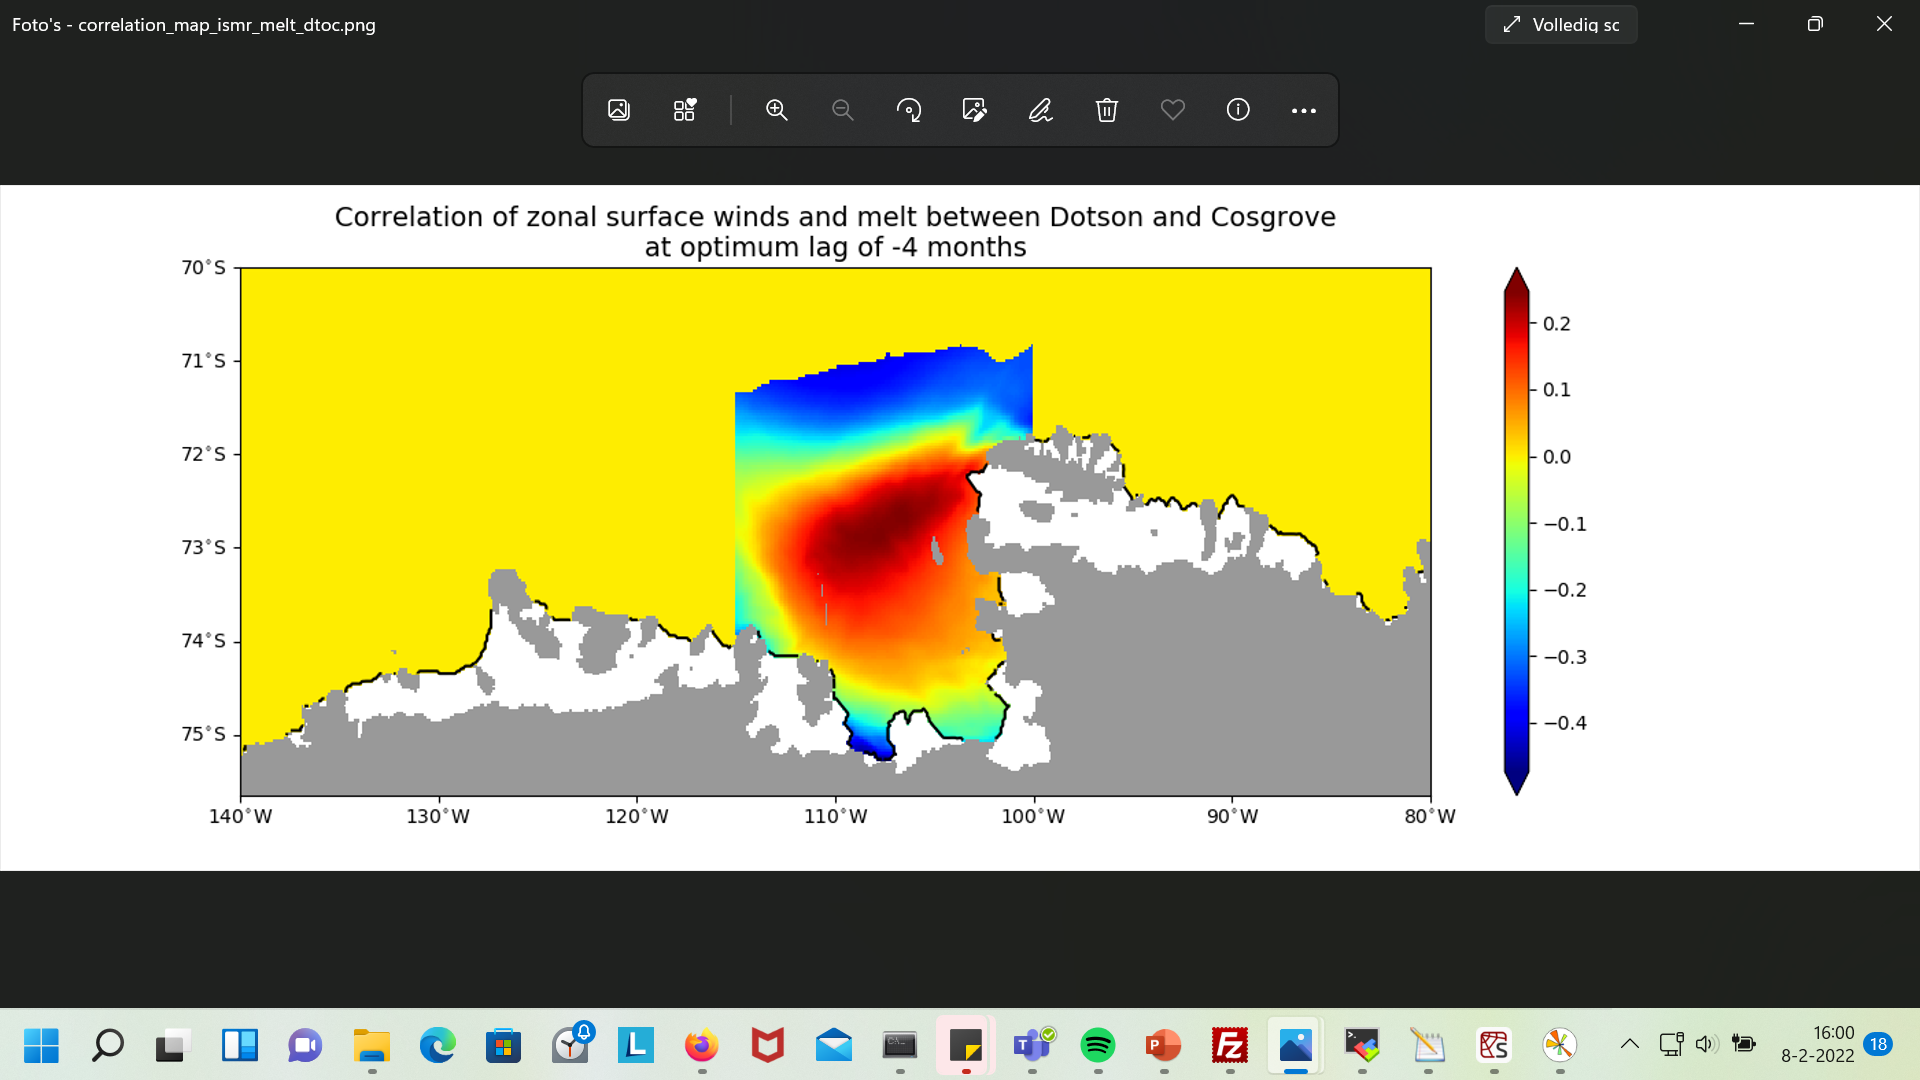 Foto's - correlation_map_ismr_melt_dtoc.png
Volledig sc
Correlation of zonal surface winds and melt between Dotson and Cosgrove
at optimum lag of -4 months
70°S
71°S
72°S
73°S
74°S
75°S
140°W 130°W 120°W 110°W 100°W 90°W 80°W
0.2
0.1
0.0
−0.1
−0.2
−0.3
−0.4
16:00
8-2-2022
18